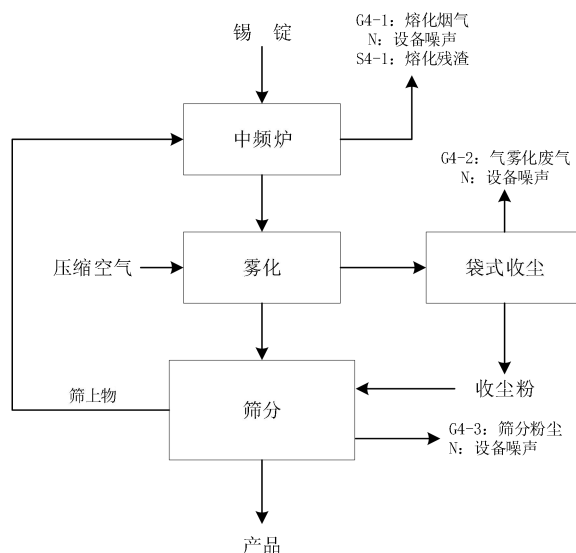 锡 锭
G4-1: 熔化烟气
N: 设备噪声
S4-1: 熔化残渣
中频炉
G4-2: 气雾化废气
N: 设备噪声
压缩空气
雾化
袋式收尘
筛上物
筛分
收尘粉
G4-3: 筛分粉尘
N: 设备噪声
产品